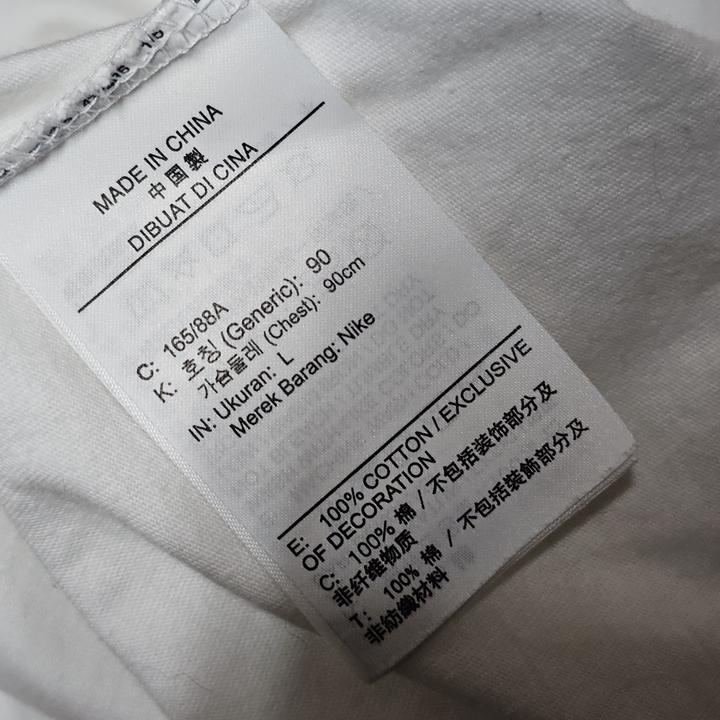 MADE IN CHINA
中国製
DIBUAT DI CINA
C: 165/88A
K: 호칭 (Generic): 90
가슴둘레 (Chest): 90cm
IN: Ukuran: L
Merek Barang: Nike
E: 100% COTTON / EXCLUSIVE
OF DECORATION
C: 100% 棉 / 不包括装饰部分及
非纤维物质
T: 100% 棉 / 不包括裝飾部分及
非紡織材料